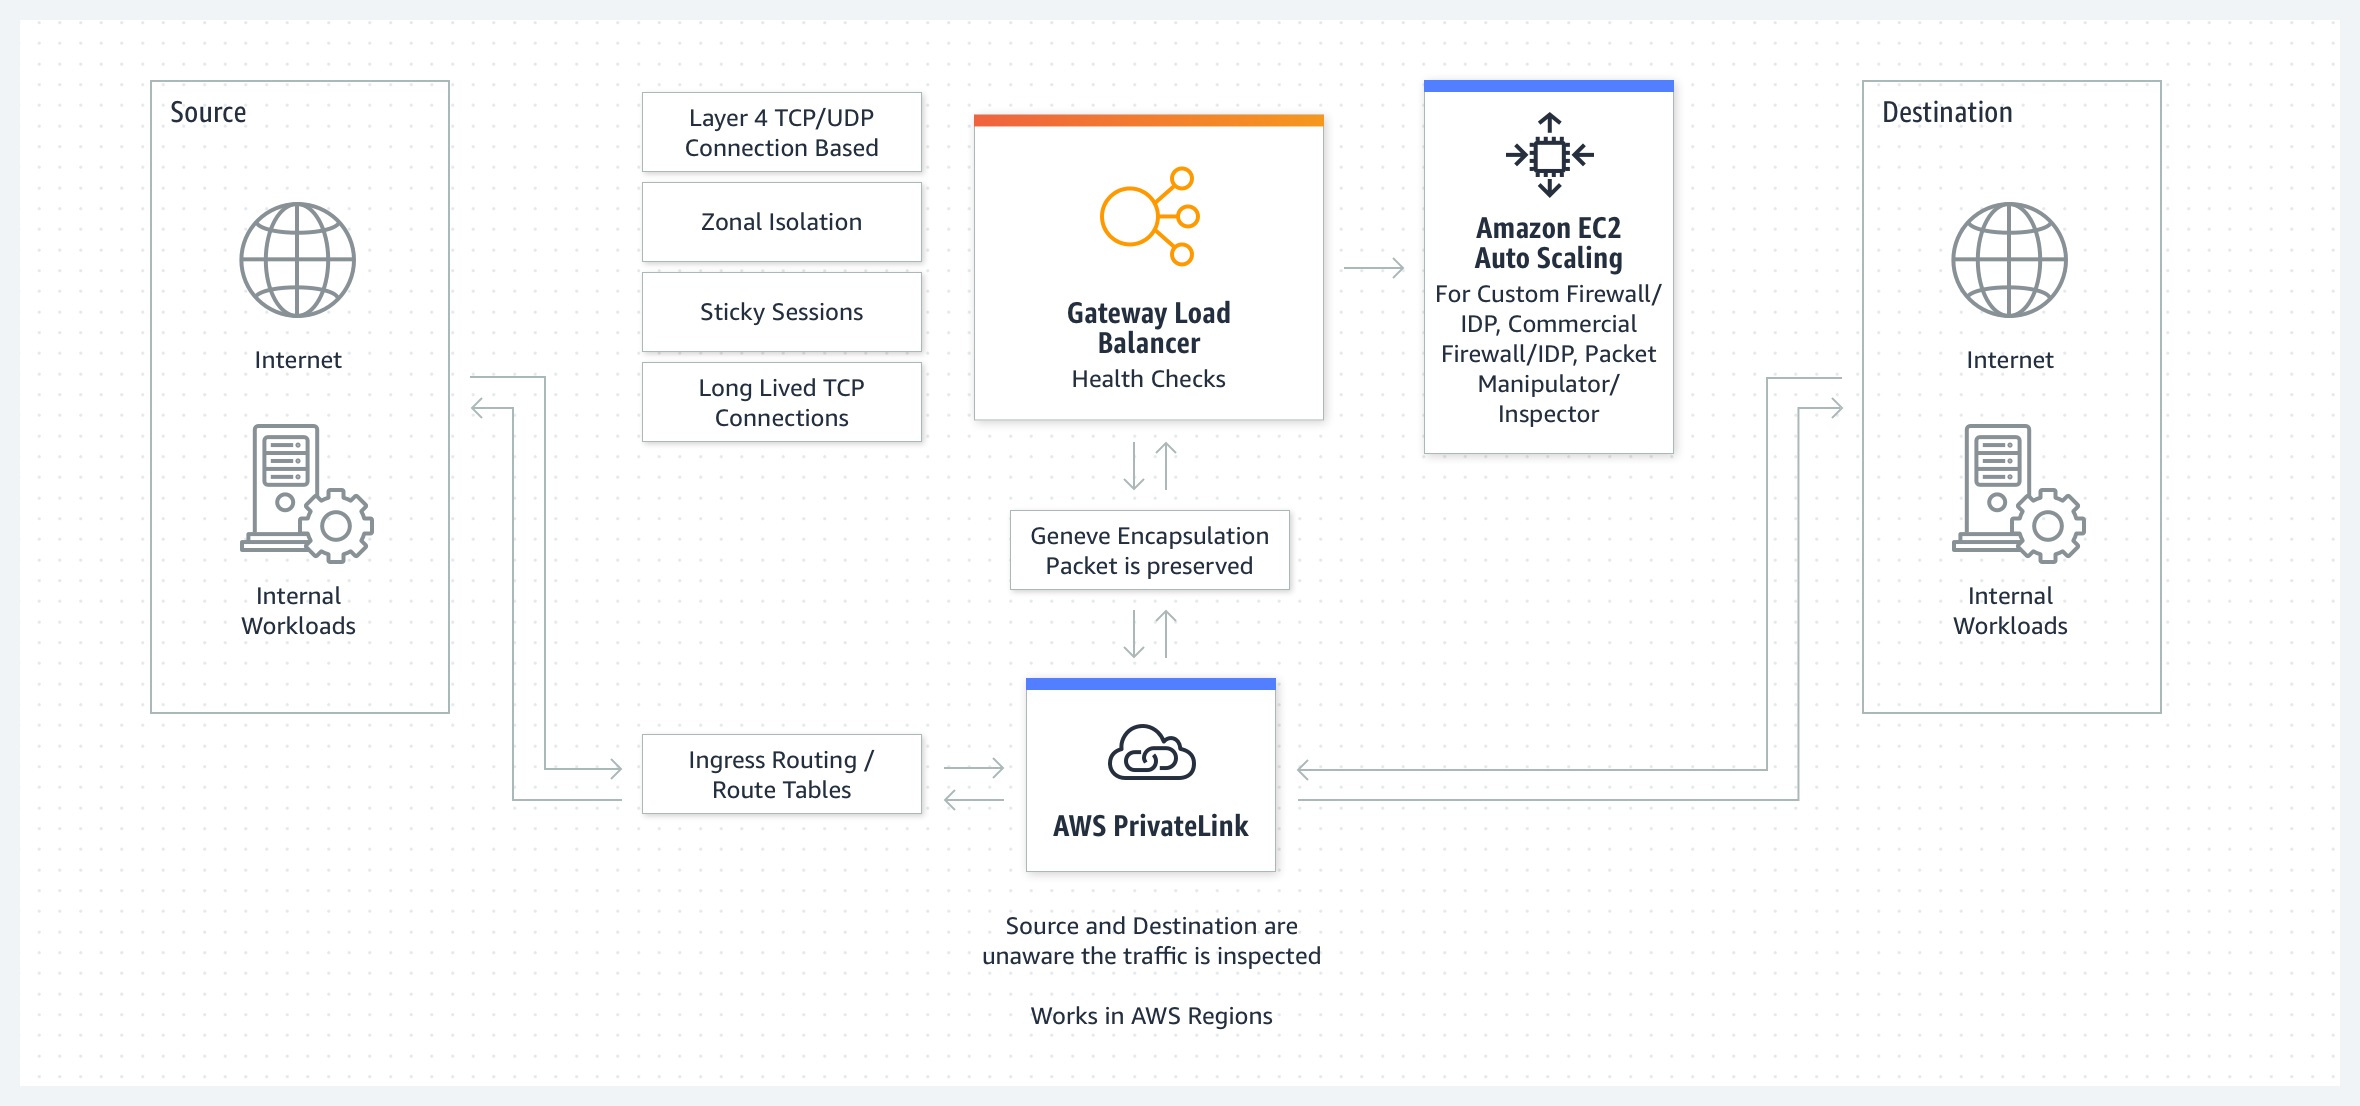 Source
Internet
Internal
Workloads
Layer 4 TCP/UDP
Connection Based
Zonal Isolation
Sticky Sessions
Long Lived TCP
Connections
Gateway Load
Balancer
Health Checks
Amazon EC2
Auto Scaling
For Custom Firewall/
IDP, Commercial
Firewall/IDP, Packet
Manipulator/
Inspector
Destination
Internet
Internal
Workloads
Geneve Encapsulation
Packet is preserved
Ingress Routing /
Route Tables
AWS PrivateLink
Source and Destination are
unaware the traffic is inspected
Works in AWS Regions